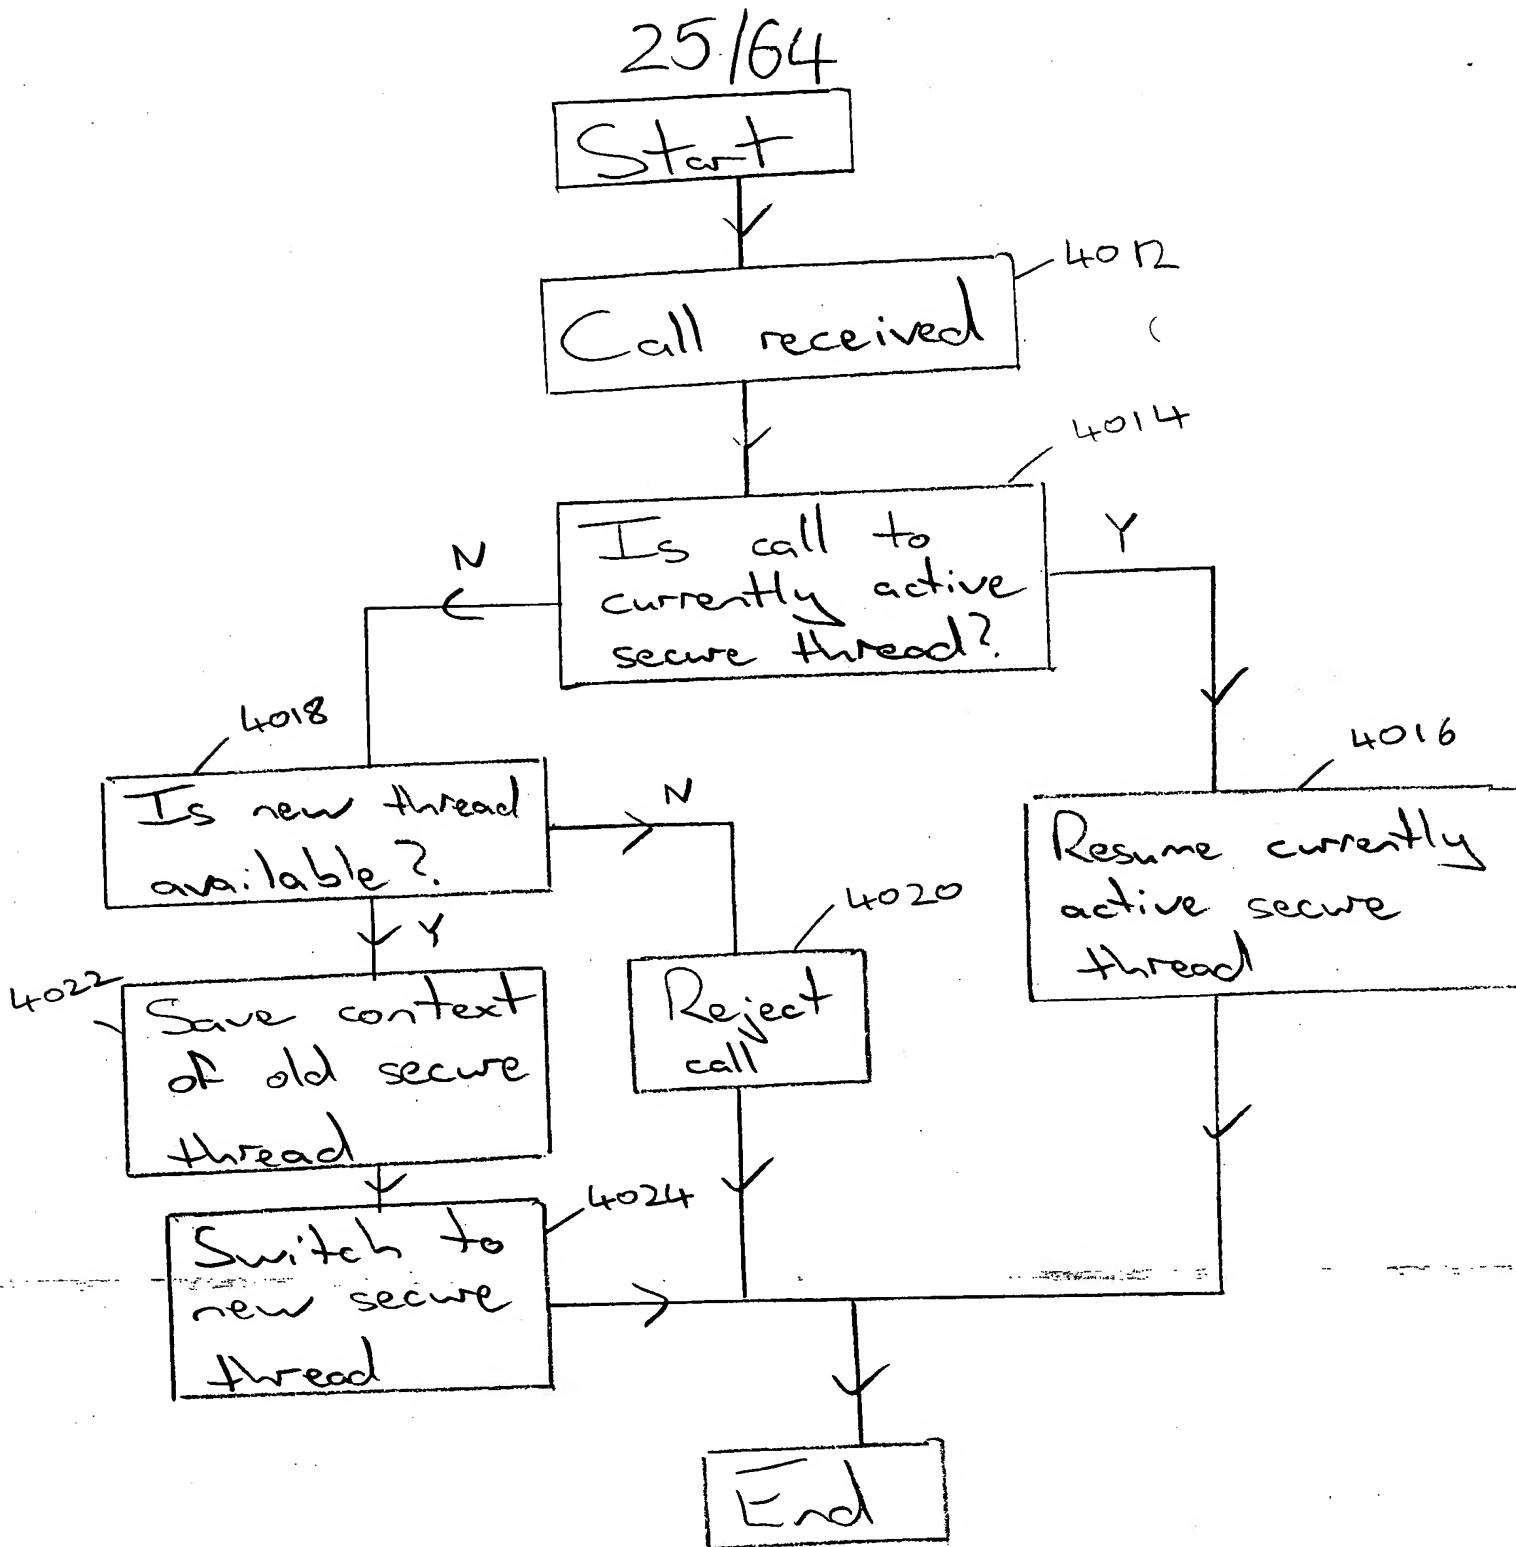 25/64
Start
4012
Call received
4014
Is call to
currently active
secure thread?
N
Y
4018
Is new thread
available?
N
Y
4016
Resume currently
active secure
thread
4020
Reject
call
4022
Save context
of old secure
thread
4024
Switch to
new secure
thread
End